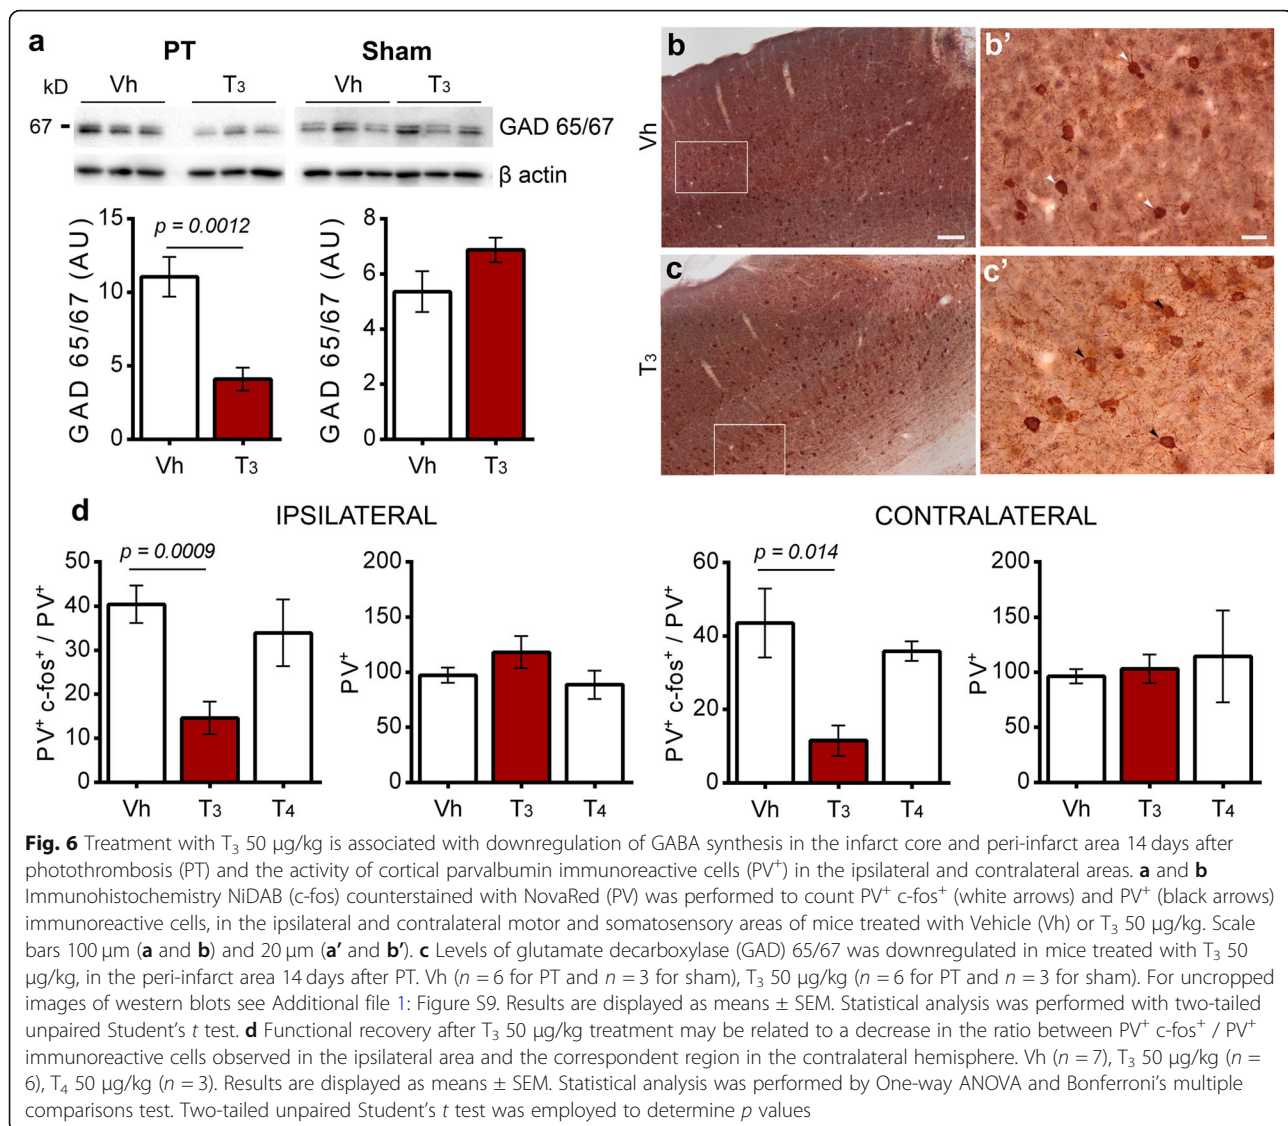 a
PT
Sham
kD
Vh
T3
Vh
T3
67
GAD 65/67
β actin
GAD 65/67 (AU)
15
10
5
0
p = 0.0012
Vh
T3
GAD 65/67 (AU)
8
6
4
2
0
Vh
T3
b
b'
Vh
c
c'
T3
d
IPSILATERAL
CONTRALATERAL
PV+ c-fos+ / PV+
50
40
30
20
10
0
p = 0.0009
Vh
T3
T4
PV+
200
150
100
50
0
Vh
T3
T4
PV+ c-fos+ / PV+
60
40
20
0
p = 0.014
Vh
T3
T4
PV+
200
150
100
50
0
Vh
T3
T4
Fig. 6 Treatment with T3 50 μg/kg is associated with downregulation of GABA synthesis in the infarct core and peri-infarct area 14 days after
photothrombosis (PT) and the activity of cortical parvalbumin immunoreactive cells (PV+) in the ipsilateral and contralateral areas. a and b
Immunohistochemistry NiDAB (c-fos) counterstained with NovaRed (PV) was performed to count PV+ c-fos+ (white arrows) and PV+ (black arrows)
immunoreactive cells, in the ipsilateral and contralateral motor and somatosensory areas of mice treated with Vehicle (Vh) or T3 50 μg/kg. Scale
bars 100 μm (a and b) and 20 μm (a' and b'). c Levels of glutamate decarboxylase (GAD) 65/67 was downregulated in mice treated with T3 50
μg/kg, in the peri-infarct area 14 days after PT. Vh (n = 6 for PT and n = 3 for sham), T3 50 μg/kg (n = 6 for PT and n = 3 for sham). For uncropped
images of western blots see Additional file 1: Figure S9. Results are displayed as means ± SEM. Statistical analysis was performed with two-tailed
unpaired Student's t test. d Functional recovery after T3 50 μg/kg treatment may be related to a decrease in the ratio between PV+ c-fos+ / PV+
immunoreactive cells observed in the ipsilateral area and the correspondent region in the contralateral hemisphere. Vh (n = 7), T3 50 μg/kg (n =
6), T4 50 μg/kg (n = 3). Results are displayed as means ± SEM. Statistical analysis was performed by One-way ANOVA and Bonferroni's multiple
comparisons test. Two-tailed unpaired Student's t test was employed to determine p values